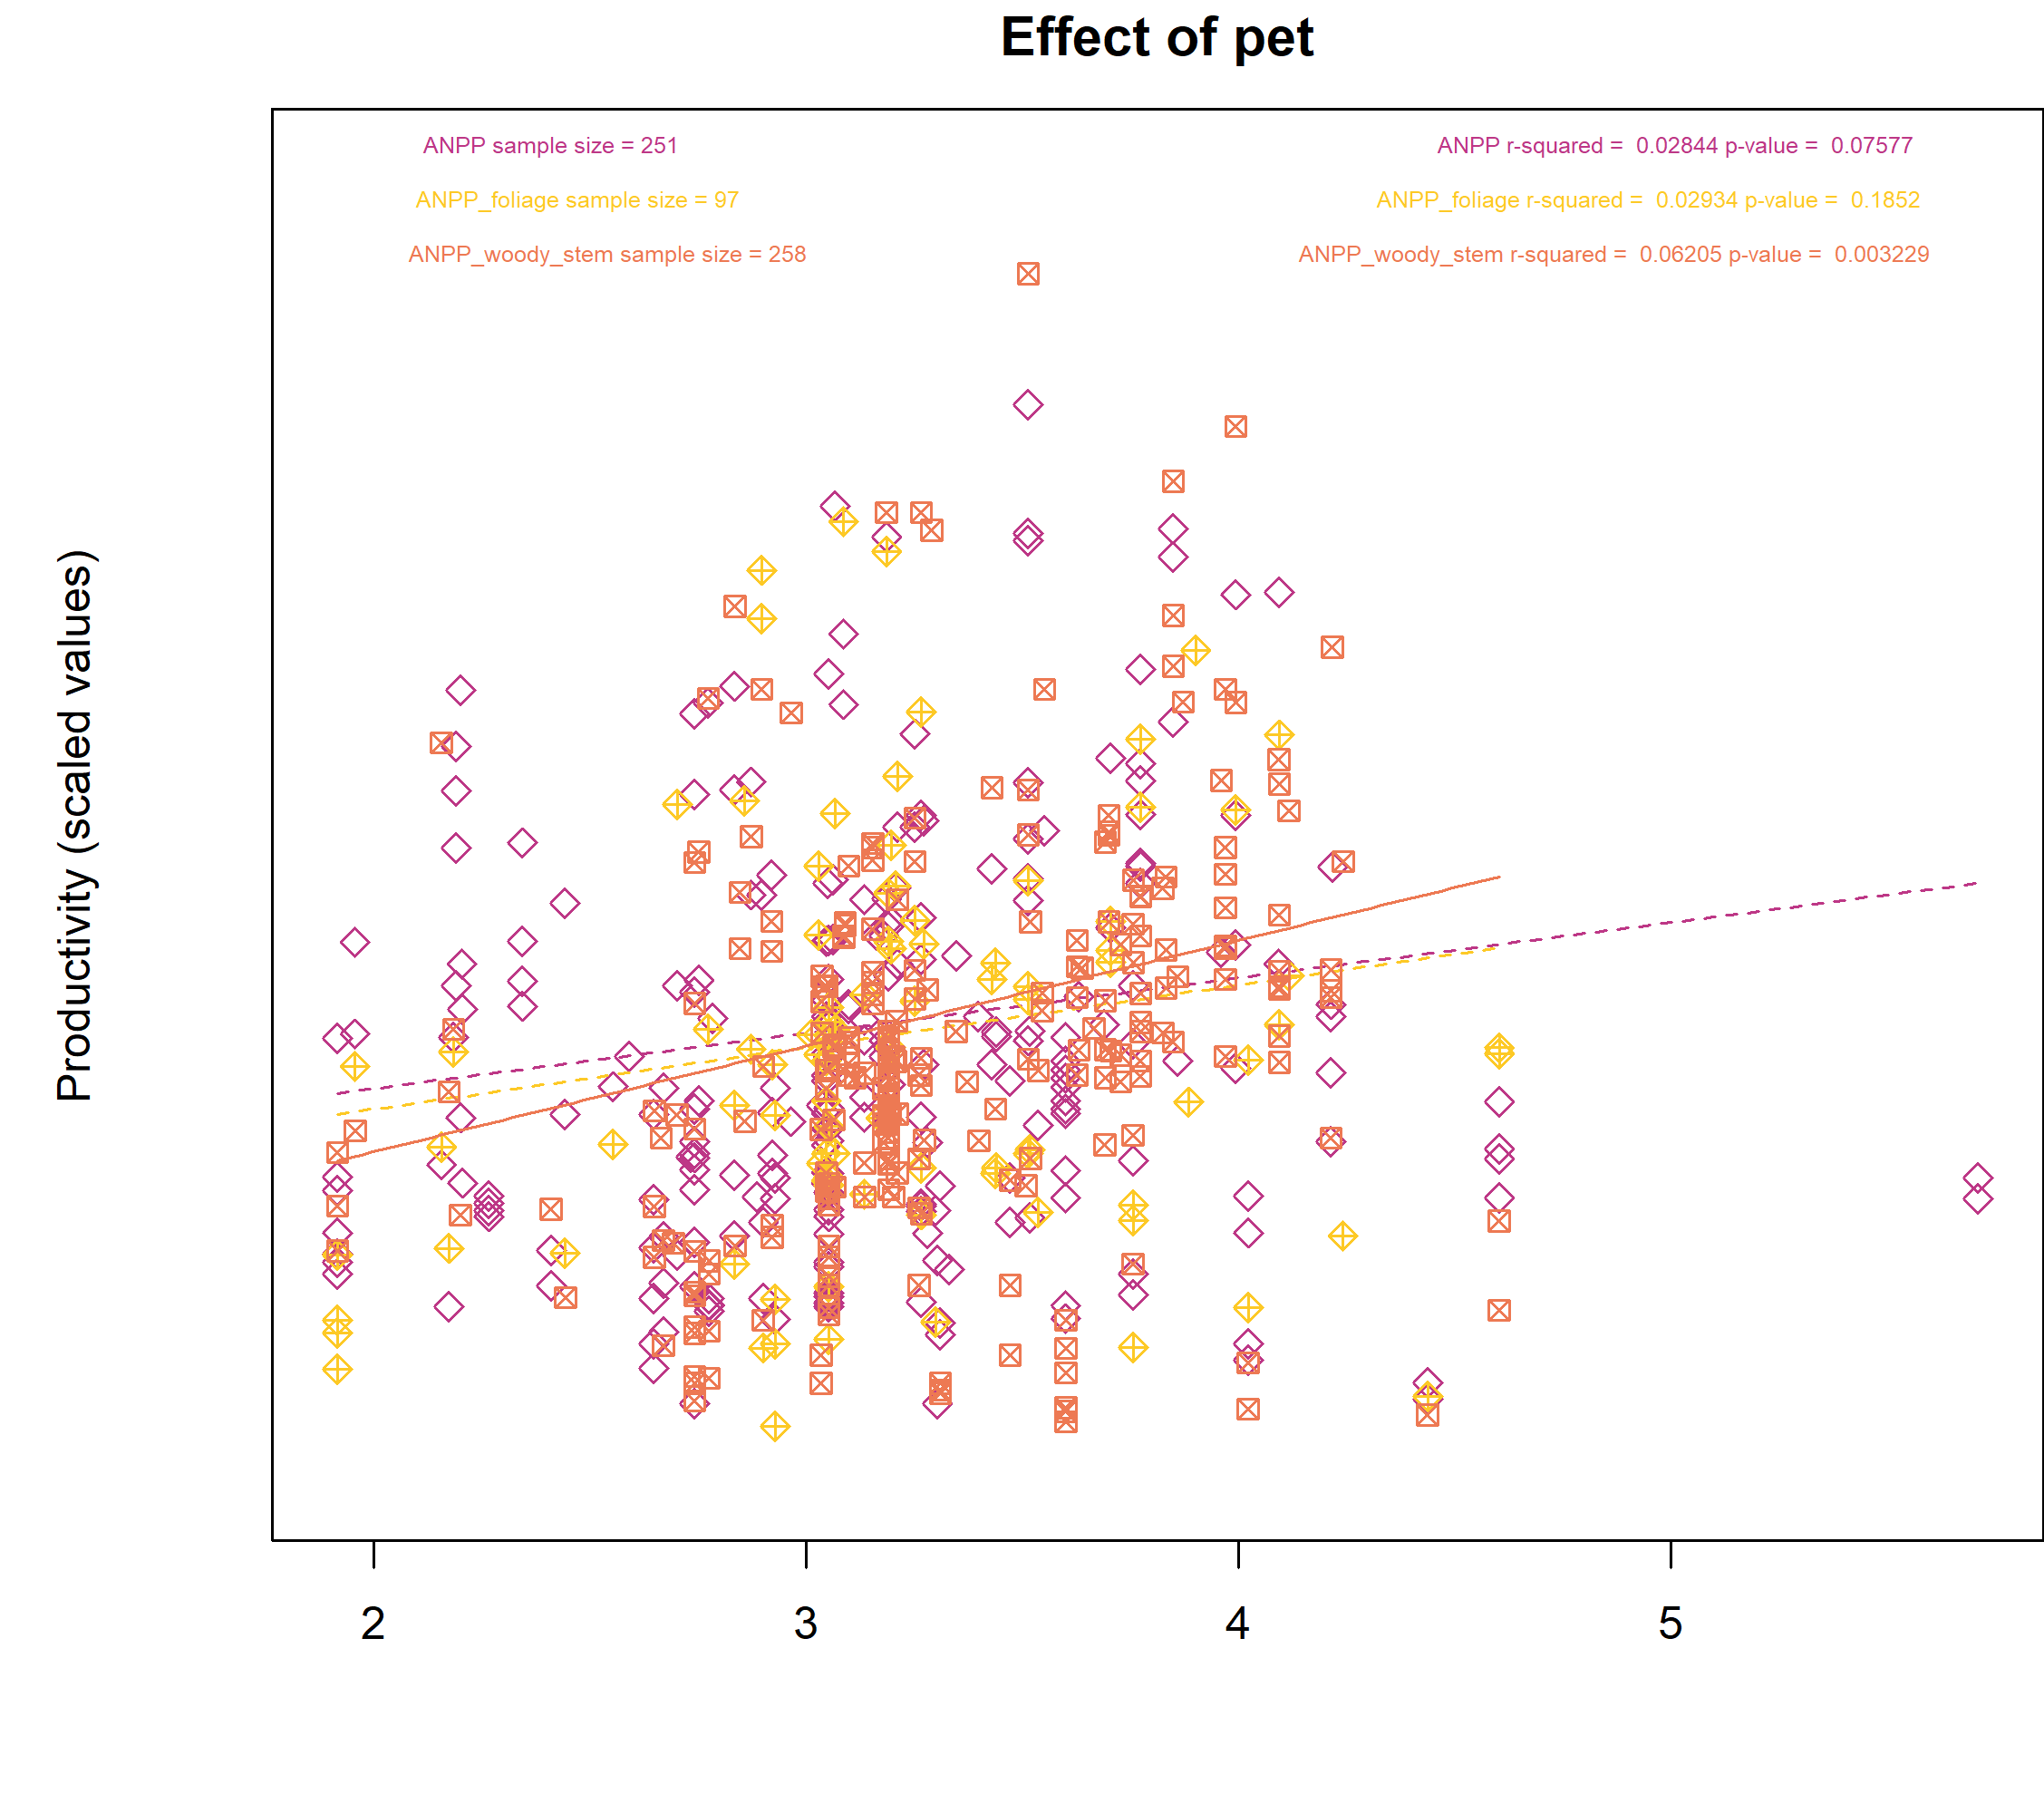 Effect of pet
ANPP sample size = 251
ANPP r-squared = 0.02844 p-value = 0.07577
ANPP_foliage sample size = 97
ANPP_foliage r-squared = 0.02934 p-value = 0.1852
ANPP_woody_stem sample size = 258
ANPP_woody_stem r-squared = 0.06205 p-value = 0.003229
Productivity (scaled values)
2
3
4
5